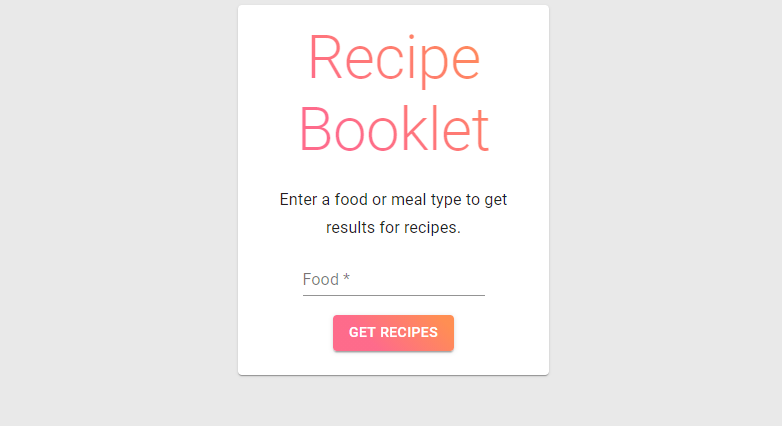 Recipe
Booklet
Enter a food or meal type to get
results for recipes.
Food *
GET RECIPES